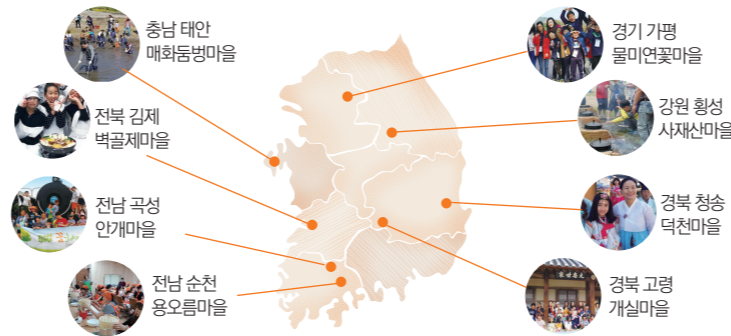 충남 태안
매화둠벙마을
전북 김제
벽골제마을
전남 곡성
안개마을
전남 순천
용오름마을
경기 가평
물미연꽃마을
강원 횡성
사재산마을
경북 청송
덕천마을
경북 고령
개실마을